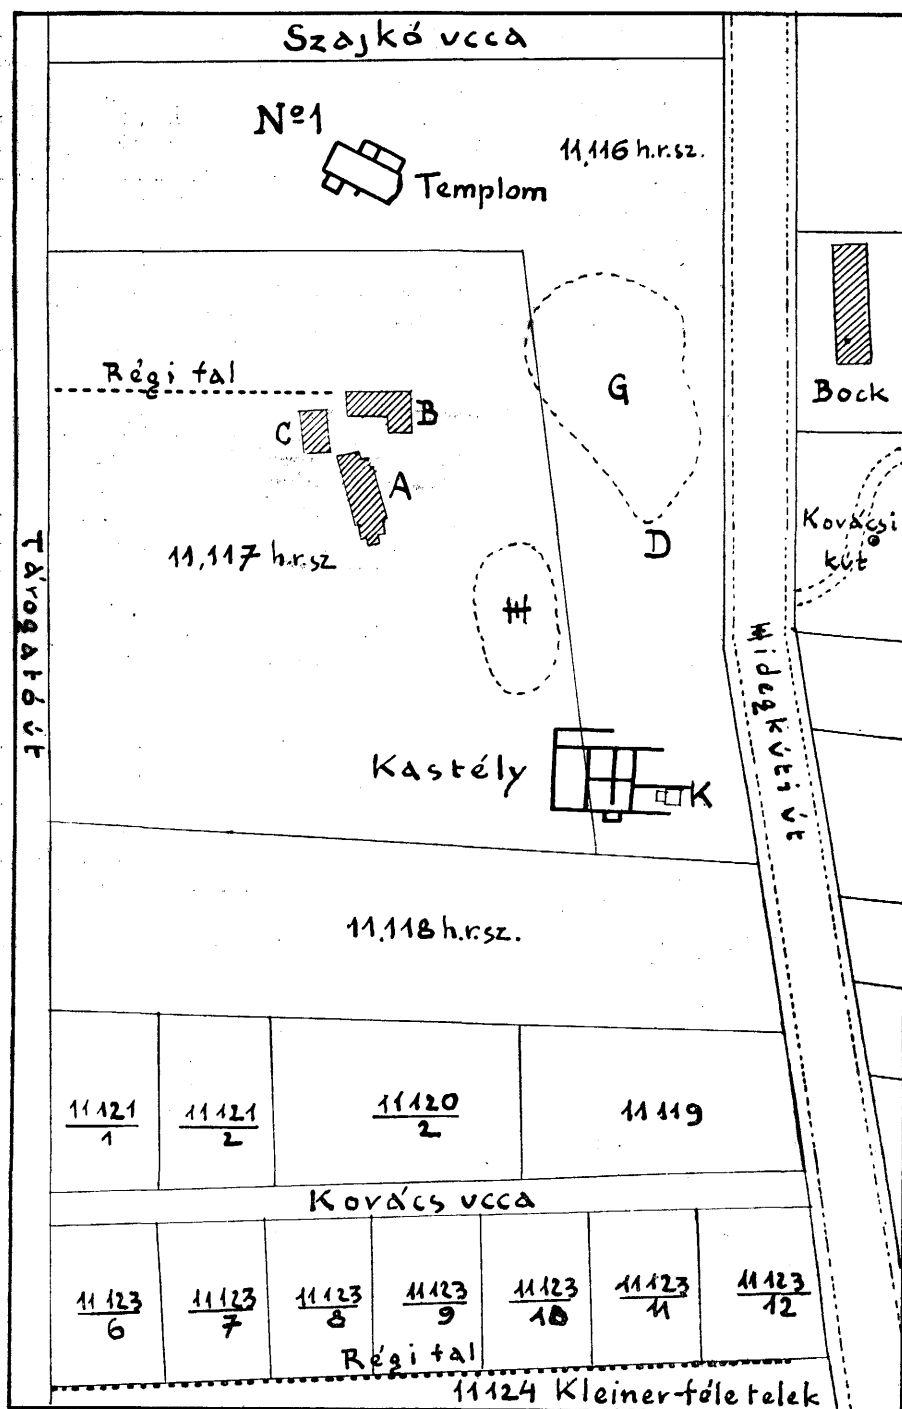 Szajkó ucca
Nº1
11,116 h.r.sz.
Templom
Régi fal
B
C
A
G
Bock
D
Kovácsi
kút
11,117 h.r.sz
H
Tárogató út
Hidegkúti út
Kastély
K
11,118 h.r.sz.
11121
1
11121
2
11120
2
11119
Kovács ucca
11123
6
11123
7
11123
8
11123
9
11123
10
11123
11
11123
12
Régi fal
11124 Kleiner-féle telek